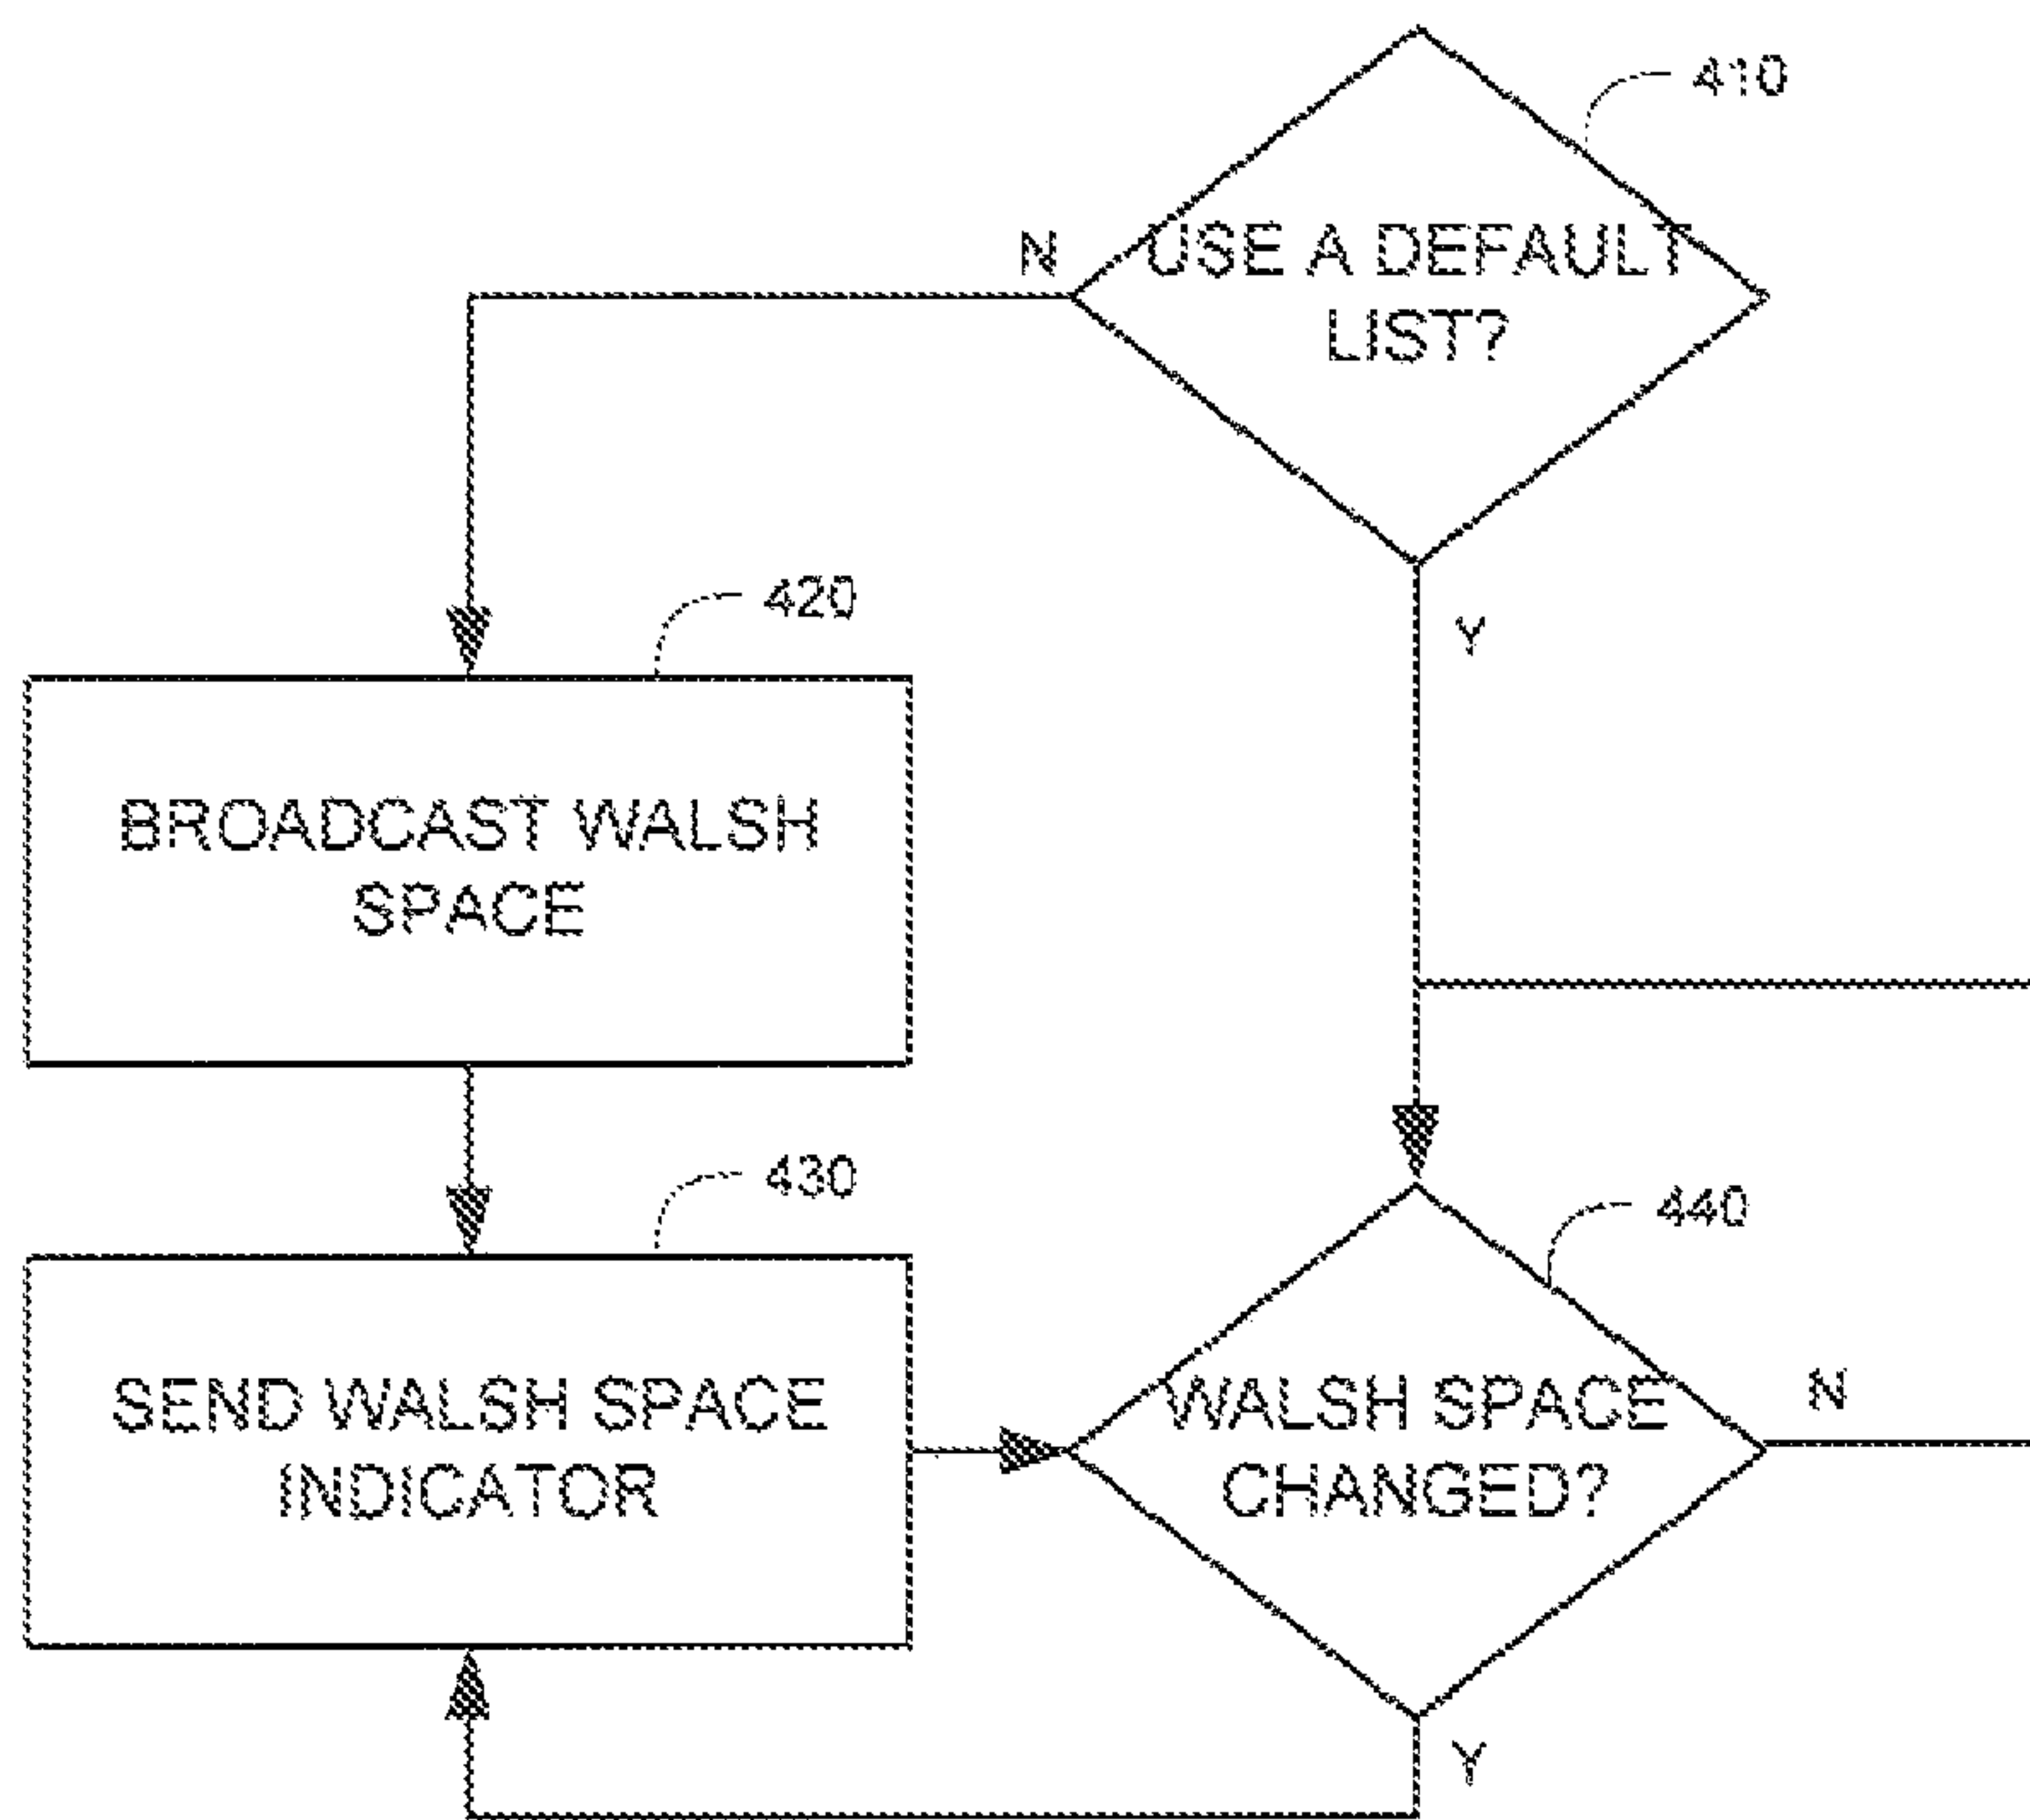 410
N
USE A DEFAULT
LIST?
Y
420
BROADCAST WALSH
SPACE
430
SEND WALSH SPACE
INDICATOR
440
WALSH SPACE
CHANGED?
N
Y